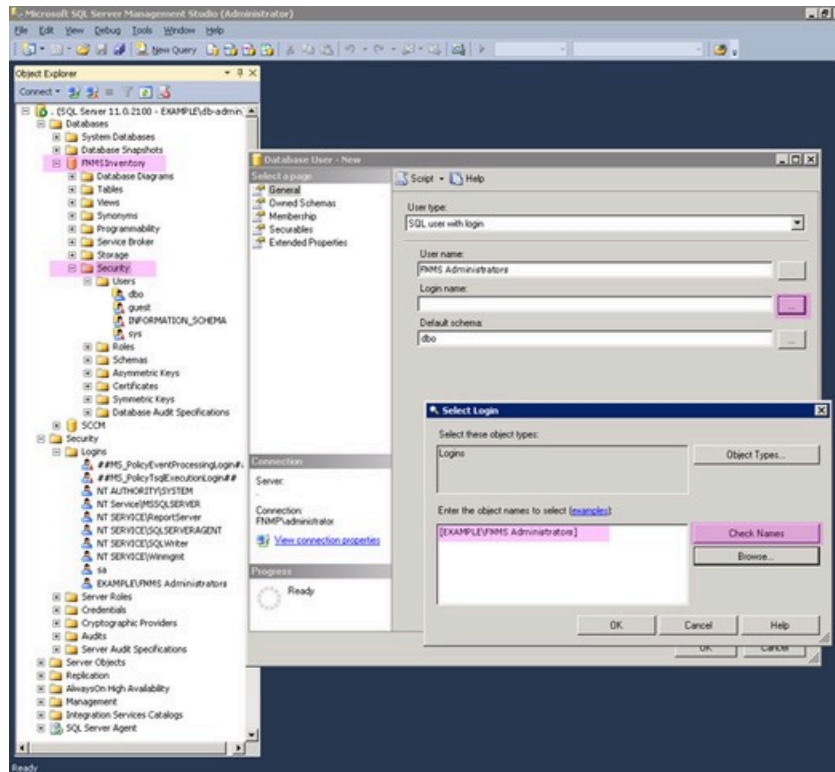 Microsoft SQL Server Management Studio (Administrator)
File Edit View Debug Tools Window Help
New Query
Object Explorer
Connect
. (SQL Server 11.0.2100 - EXAMPLE\db-admin
Databases
System Databases
Database Snapshots
FNMSInventory
Database Diagrams
Tables
Views
Synonyms
Programmability
Service Broker
Storage
Security
Users
dbo
guest
INFORMATION_SCHEMA
sys
Roles
Schemas
Asymmetric Keys
Certificates
Symmetric Keys
Database Audit Specifications
SCCM
Security
Logins
##MS_PolicyEventProcessingLogin#
##MS_PolicyTsqlExecutionLogin##
NT AUTHORITY\SYSTEM
NT Service\MSSQLSERVER
NT SERVICE\ReportServer
NT SERVICE\SQLSERVERAGENT
NT SERVICE\SQLWriter
NT SERVICE\Winmgmt
sa
EXAMPLE\FNMS Administrators
Server Roles
Credentials
Cryptographic Providers
Audits
Server Audit Specifications
Server Objects
Replication
AlwaysOn High Availability
Management
Integration Services Catalogs
SQL Server Agent
Ready
Database User - New
Select a page
General
Owned Schemas
Membership
Securables
Extended Properties
Script Help
User type:
SQL user with login
User name:
FNMS Administrators
...
Login name:
...
Default schema:
dbo
...
Connection
Server:
.
Connection:
FNMP\administrator
View connection properties
Progress
Ready
OK Cancel
Select Login
Select these object types:
Logins
Object Types...
Enter the object names to select (examples):
[EXAMPLE\FNMS Administrators]
Check Names
Browse...
OK Cancel Help